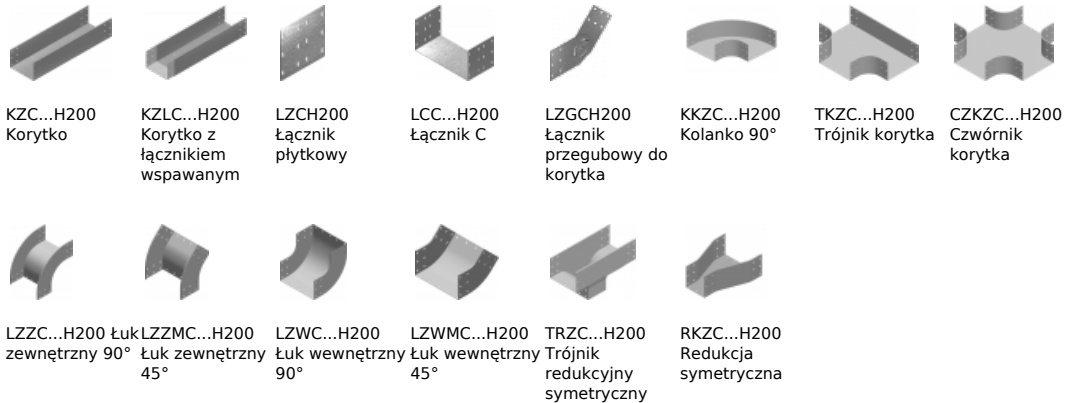 KZC...H200
Korytko
KZLC...H200
Korytko z
łącznikiem
wspawanym
LZCH200
Łącznik
płytkowy
LCC...H200
Łącznik C
LZGCH200
Łącznik
przegubowy do
korytka
KKZC...H200
Kolanko 90°
TKZC...H200
Trójnik korytka
CZKZC...H200
Czwórnik
korytka
LZZC...H200 Łuk
zewnętrzny 90°
LZZMC...H200
Łuk zewnętrzny
45°
LZWC...H200
Łuk wewnętrzny
90°
LZWMC...H200
Łuk wewnętrzny
45°
TRZC...H200
Trójnik
redukcyjny
symetryczny
RKZC...H200
Redukcja
symetryczna